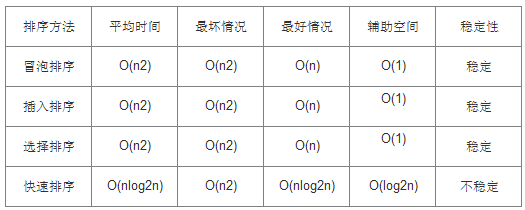 排序方法 平均时间 最坏情况 最好情况 辅助空间 稳定性
冒泡排序 O(n2) O(n2) O(n) O(1) 稳定
插入排序 O(n2) O(n2) O(n) O(1) 稳定
选择排序 O(n2) O(n2) O(n) O(1) 稳定
快速排序 O(nlog2n) O(n2) O(nlog2n) O(log2n) 不稳定